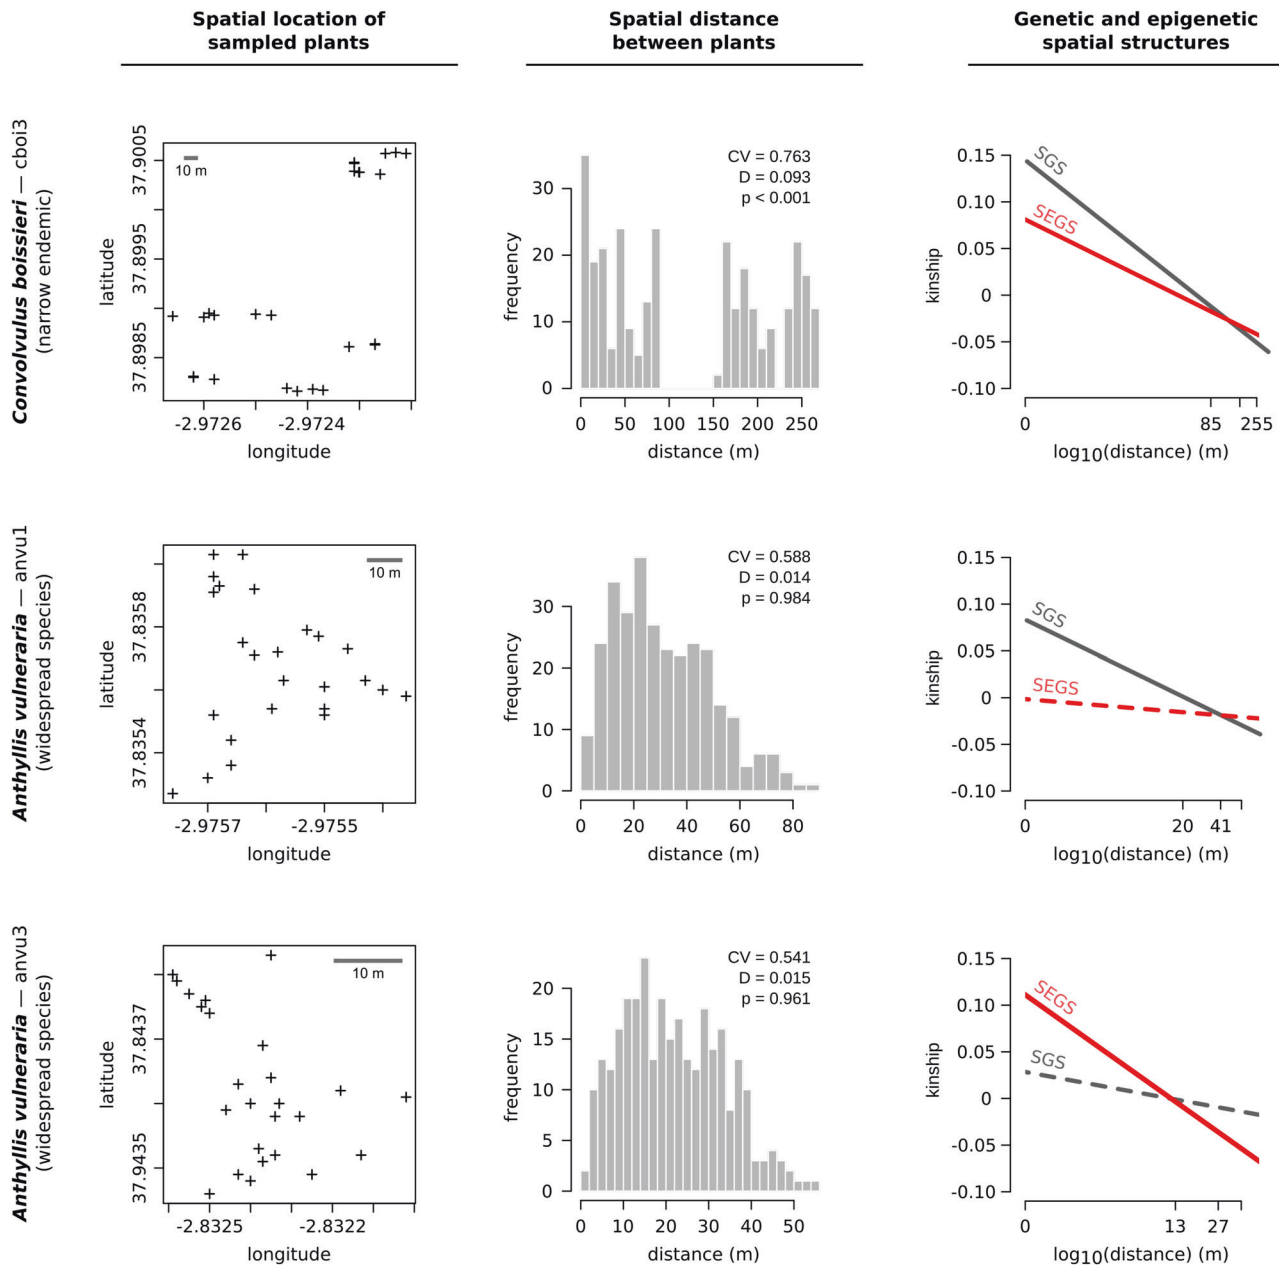 Spatial location of
sampled plants
Spatial distance
between plants
Genetic and epigenetic
spatial structures
Convolvulus boissieri — cboi3
(narrow endemic)
latitude
37.9005
37.8995
37.8985
10 m
-2.9726
-2.9724
longitude
frequency
30
20
10
0
CV = 0.763
D = 0.093
p < 0.001
0
50
100
150
200
250
distance (m)
kinship
0.15
0.10
0.05
0
-0.05
-0.10
SGS
SEGS
0
85
255
log10(distance) (m)
Anthyllis vulneraria — anvu1
(widespread species)
latitude
37.8358
37.8354
10 m
-2.9757
-2.9755
longitude
frequency
30
20
10
0
CV = 0.588
D = 0.014
p = 0.984
0
20
40
60
80
distance (m)
kinship
0.15
0.10
0.05
0
-0.05
-0.10
SGS
SEGS
0
20
41
log10(distance) (m)
Anthyllis vulneraria — anvu3
(widespread species)
latitude
37.8437
37.9435
10 m
-2.8325
-2.8322
longitude
frequency
20
15
10
5
0
CV = 0.541
D = 0.015
p = 0.961
0
10
20
30
40
50
distance (m)
kinship
0.15
0.10
0.05
0
-0.05
-0.10
SEGS
SGS
0
13
27
log10(distance) (m)